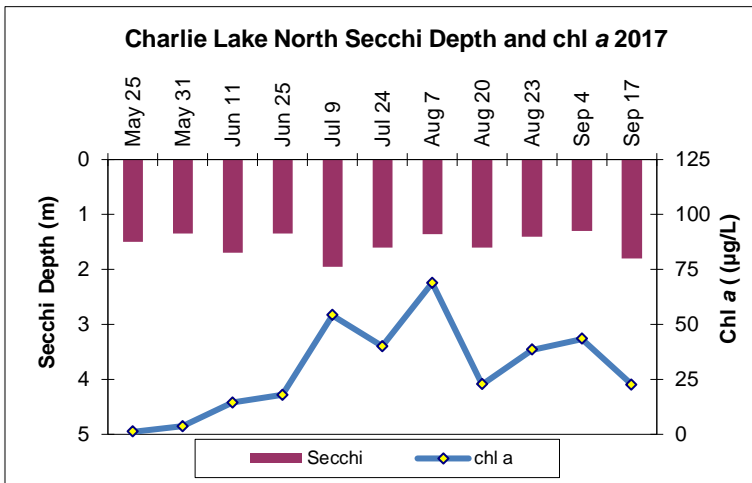 Charlie Lake North Secchi Depth and chl a 2017
May 25
May 31
Jun 11
Jun 25
Jul 9
Jul 24
Aug 7
Aug 20
Aug 23
Sep 4
Sep 17
Secchi Depth (m)
0
1
2
3
4
5
125
100
75
50
25
0
Chl a ( (µg/L)
Secchi
chl a